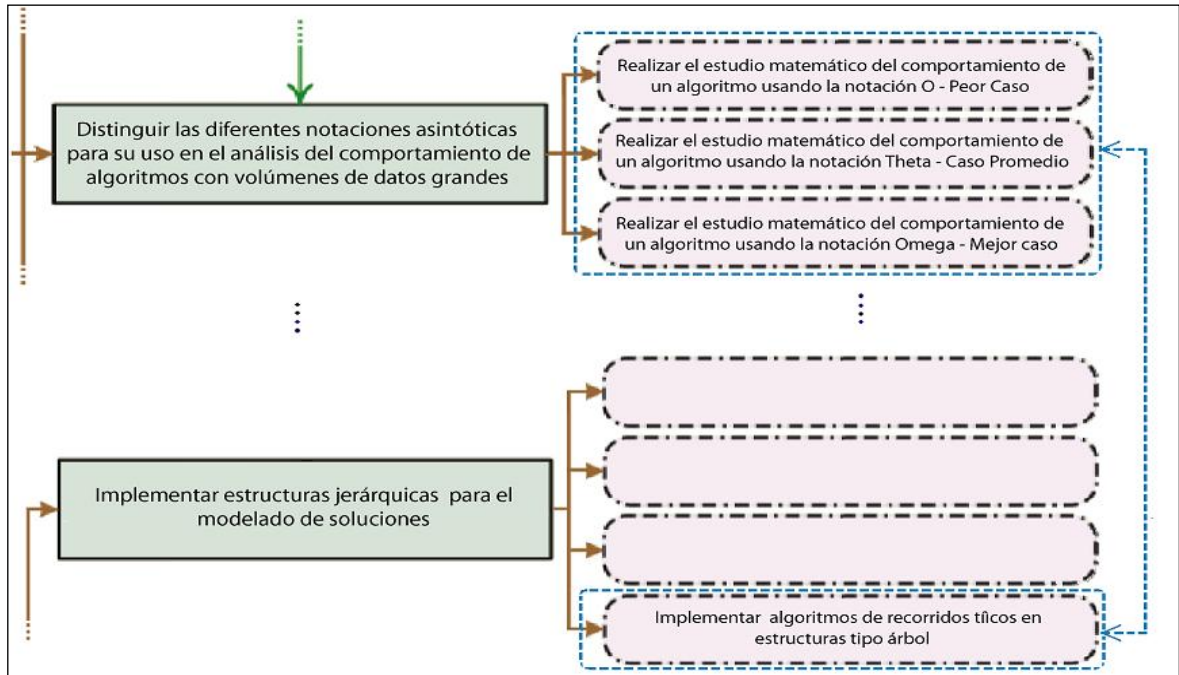 Realizar el estudio matemático del comportamiento de
un algoritmo usando la notación O - Peor Caso
Distinguir las diferentes notaciones asintóticas
para su uso en el análisis del comportamiento de
algoritmos con volúmenes de datos grandes
Realizar el estudio matemático del comportamiento de
un algoritmo usando la notación Theta - Caso Promedio
Realizar el estudio matemático del comportamiento de
un algoritmo usando la notación Omega - Mejor caso
Implementar estructuras jerárquicas para el
modelado de soluciones
Implementar algoritmos de recorridos tíicos en
estructuras tipo árbol